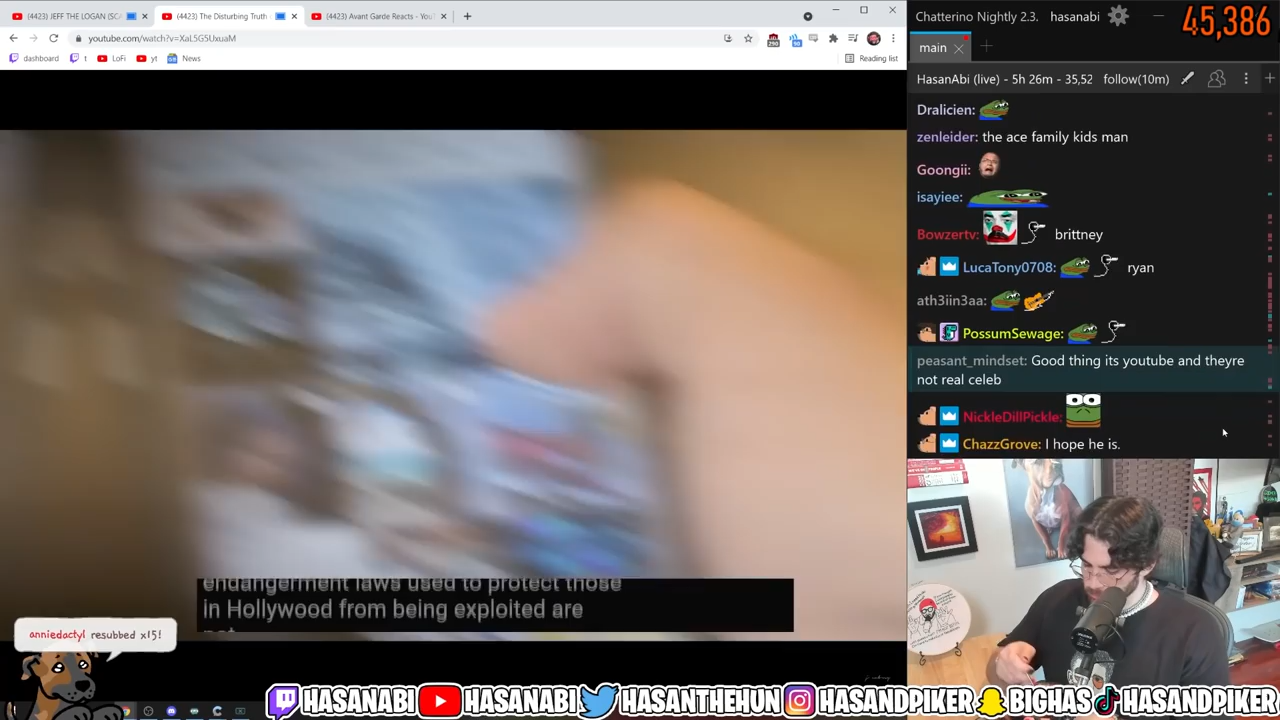 (4423) JEFF THE LOGAN (SCA
(4423) The Disturbing Truth
(4423) Avant Garde Reacts - YouT
youtube.com/watch?v=XaL5G5UxuaM
dashboard
t
LoFi
yt
News
Reading list
Chatterino Nightly 2.3.
hasanabi
45,386
main
HasanAbi (live) - 5h 26m - 35,52
follow(10m)
Dralicien:
zenleider: the ace family kids man
Goongii:
isayiee:
Bowzertv: brittney
LucaTony0708: ryan
ath3iin3aa:
PossumSewage:
peasant_mindset: Good thing its youtube and theyre
not real celeb
NickleDillPickle:
ChazzGrove: I hope he is.
endangerment laws used to protect those
in Hollywood from being exploited are
anniedactyl resubbed x15!
HASANABI
HASANABI
HASANTHEHUN
HASANDPIKER
BIGHAS
HASANDPIKER